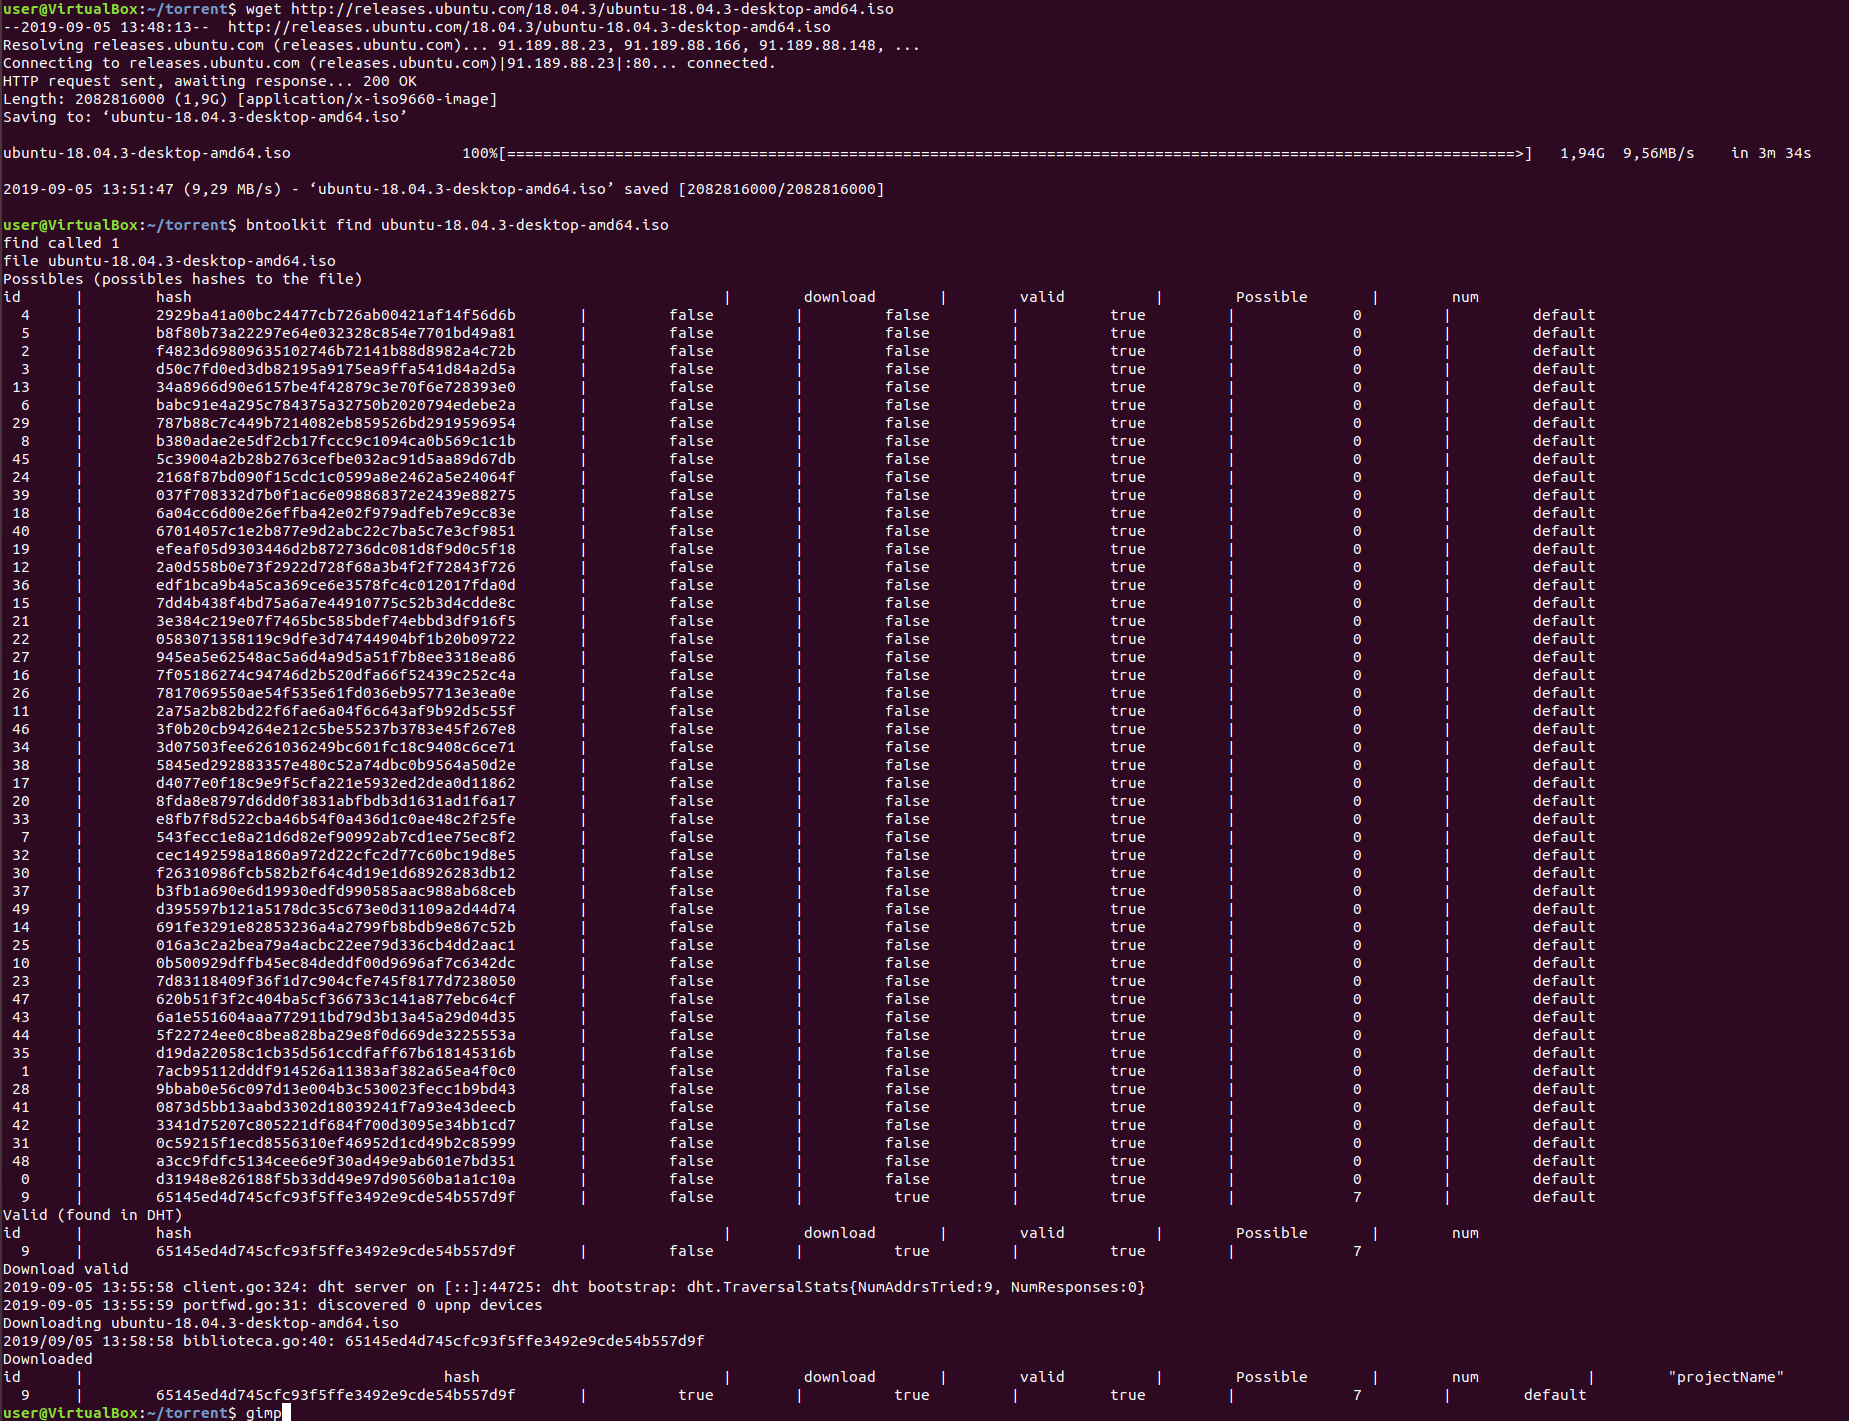 user@VirtualBox:~/torrent$ wget http://releases.ubuntu.com/18.04.3/ubuntu-18.04.3-desktop-amd64.iso
--2019-09-05 13:48:13--  http://releases.ubuntu.com/18.04.3/ubuntu-18.04.3-desktop-amd64.iso
Resolving releases.ubuntu.com (releases.ubuntu.com)... 91.189.88.23, 91.189.88.166, 91.189.88.148, ...
Connecting to releases.ubuntu.com (releases.ubuntu.com)|91.189.88.23|:80... connected.
HTTP request sent, awaiting response... 200 OK
Length: 2082816000 (1,9G) [application/x-iso9660-image]
Saving to: ‘ubuntu-18.04.3-desktop-amd64.iso’
ubuntu-18.04.3-desktop-amd64.iso 100%[================================================================================================================>] 1,94G 9,56MB/s in 3m 34s
2019-09-05 13:51:47 (9,29 MB/s) - ‘ubuntu-18.04.3-desktop-amd64.iso’ saved [2082816000/2082816000]
user@VirtualBox:~/torrent$ bntoolkit find ubuntu-18.04.3-desktop-amd64.iso
find called 1
file ubuntu-18.04.3-desktop-amd64.iso
Possibles (possibles hashes to the file)
id | hash | download | valid | Possible | num
4 | 2929ba41a00bc24477cb726ab00421af14f56d6b | false | false | true | 0 | default
5 | b8f80b73a22297e64e032328c854e7701bd49a81 | false | false | true | 0 | default
2 | f4823d69809635102746b72141b88d8982a4c72b | false | false | true | 0 | default
3 | d50c7fd0ed3db82195a9175ea9ffa541d84a2d5a | false | false | true | 0 | default
13 | 34a8966d90e6157be4f42879c3e70f6e728393e0 | false | false | true | 0 | default
6 | babc91e4a295c784375a32750b2020794edebe2a | false | false | true | 0 | default
29 | 787b88c7c449b7214082eb859526bd2919596954 | false | false | true | 0 | default
8 | b380adae2e5df2cb17fccc9c1094ca0b569c1c1b | false | false | true | 0 | default
45 | 5c39004a2b28b2763cefbe032ac91d5aa89d67db | false | false | true | 0 | default
24 | 2168f87bd090f15cdc1c0599a8e2462a5e24064f | false | false | true | 0 | default
39 | 037f708332d7b0f1ac6e098868372e2439e88275 | false | false | true | 0 | default
18 | 6a04cc6d00e26effba42e02f979adfeb7e9cc83e | false | false | true | 0 | default
40 | 67014057c1e2b877e9d2abc22c7ba5c7e3cf9851 | false | false | true | 0 | default
19 | efeaf05d9303446d2b872736dc081d8f9d0c5f18 | false | false | true | 0 | default
12 | 2a0d558b0e73f2922d728f68a3b4f2f72843f726 | false | false | true | 0 | default
36 | edf1bca9b4a5ca369ce6e3578fc4c012017fda0d | false | false | true | 0 | default
15 | 7dd4b438f4bd75a6a7e44910775c52b3d4cdde8c | false | false | true | 0 | default
21 | 3e384c219e07f7465bc585bdef74ebbd3df916f5 | false | false | true | 0 | default
22 | 0583071358119c9dfe3d74744904bf1b20b09722 | false | false | true | 0 | default
27 | 945ea5e62548ac5a6d4a9d5a51f7b8ee3318ea86 | false | false | true | 0 | default
16 | 7f05186274c94746d2b520dfa66f52439c252c4a | false | false | true | 0 | default
26 | 7817069550ae54f535e61fd036eb957713e3ea0e | false | false | true | 0 | default
11 | 2a75a2b82bd22f6fae6a04f6c643af9b92d5c55f | false | false | true | 0 | default
46 | 3f0b20cb94264e212c5be55237b3783e45f267e8 | false | false | true | 0 | default
34 | 3d07503fee6261036249bc601fc18c9408c6ce71 | false | false | true | 0 | default
38 | 5845ed292883357e480c52a74dbc0b9564a50d2e | false | false | true | 0 | default
17 | d4077e0f18c9e9f5cfa221e5932ed2dea0d11862 | false | false | true | 0 | default
20 | 8fda8e8797d6dd0f3831abfbdb3d1631ad1f6a17 | false | false | true | 0 | default
33 | e8fb7f8d522cba46b54f0a436d1c0ae48c2f25fe | false | false | true | 0 | default
7 | 543fecc1e8a21d6d82ef90992ab7cd1ee75ec8f2 | false | false | true | 0 | default
32 | cec1492598a1860a972d22cfc2d77c60bc19d8e5 | false | false | true | 0 | default
30 | f26310986fcb582b2f64c4d19e1d68926283db12 | false | false | true | 0 | default
37 | b3fb1a690e6d19930edfd990585aac988ab68ceb | false | false | true | 0 | default
49 | d395597b121a5178dc35c673e0d31109a2d44d74 | false | false | true | 0 | default
14 | 691fe3291e82853236a4a2799fb8bdb9e867c52b | false | false | true | 0 | default
25 | 016a3c2a2bea79a4acbc22ee79d336cb4dd2aac1 | false | false | true | 0 | default
10 | 0b500929dffb45ec84deddf00d9696af7c6342dc | false | false | true | 0 | default
23 | 7d83118409f36f1d7c904cfe745f8177d7238050 | false | false | true | 0 | default
47 | 620b51f3f2c404ba5cf366733c141a877ebc64cf | false | false | true | 0 | default
43 | 6a1e551604aaa772911bd79d3b13a45a29d04d35 | false | false | true | 0 | default
44 | 5f22724ee0c8bea828ba29e8f0d669de3225553a | false | false | true | 0 | default
35 | d19da22058c1cb35d561ccdfaff67b618145316b | false | false | true | 0 | default
1 | 7acb95112dddf914526a11383af382a65ea4f0c0 | false | false | true | 0 | default
28 | 9bbab0e56c097d13e004b3c530023fecc1b9bd43 | false | false | true | 0 | default
41 | 0873d5bb13aabd3302d18039241f7a93e43deecb | false | false | true | 0 | default
42 | 3341d75207c805221df684f700d3095e34bb1cd7 | false | false | true | 0 | default
31 | 0c59215f1ecd8556310ef46952d1cd49b2c85999 | false | false | true | 0 | default
48 | a3cc9fdfc5134cee6e9f30ad49e9ab601e7bd351 | false | false | true | 0 | default
0 | d31948e826188f5b33dd49e97d90560ba1a1c10a | false | false | true | 0 | default
9 | 65145ed4d745cfc93f5ffe3492e9cde54b557d9f | false | true | true | 7 | default
Valid (found in DHT)
id | hash | download | valid | Possible | num
9 | 65145ed4d745cfc93f5ffe3492e9cde54b557d9f | false | true | true | 7
Download valid
2019-09-05 13:55:58 client.go:324: dht server on [::]:44725: dht bootstrap: dht.TraversalStats{NumAddrsTried:9, NumResponses:0}
2019-09-05 13:55:59 portfwd.go:31: discovered 0 upnp devices
Downloading ubuntu-18.04.3-desktop-amd64.iso
2019/09/05 13:58:58 biblioteca.go:40: 65145ed4d745cfc93f5ffe3492e9cde54b557d9f
Downloaded
id | hash | download | valid | Possible | num | "projectName"
9 | 65145ed4d745cfc93f5ffe3492e9cde54b557d9f | true | true | true | 7 | default
user@VirtualBox:~/torrent$ gimp